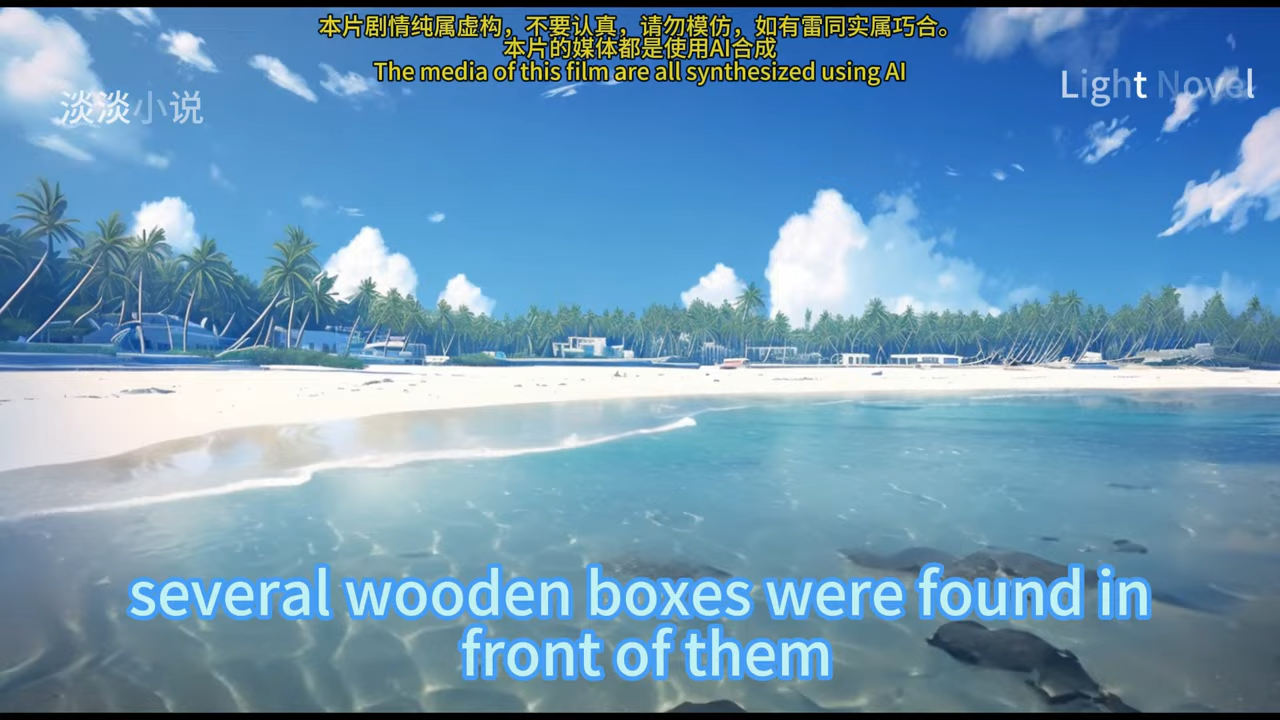 本片剧情纯属虚构，不要认真，请勿模仿，如有雷同实属巧合。
本片的媒体都是使用AI合成
The media of this film are all synthesized using AI
淡淡小说
Light Novel
several wooden boxes were found in
front of them